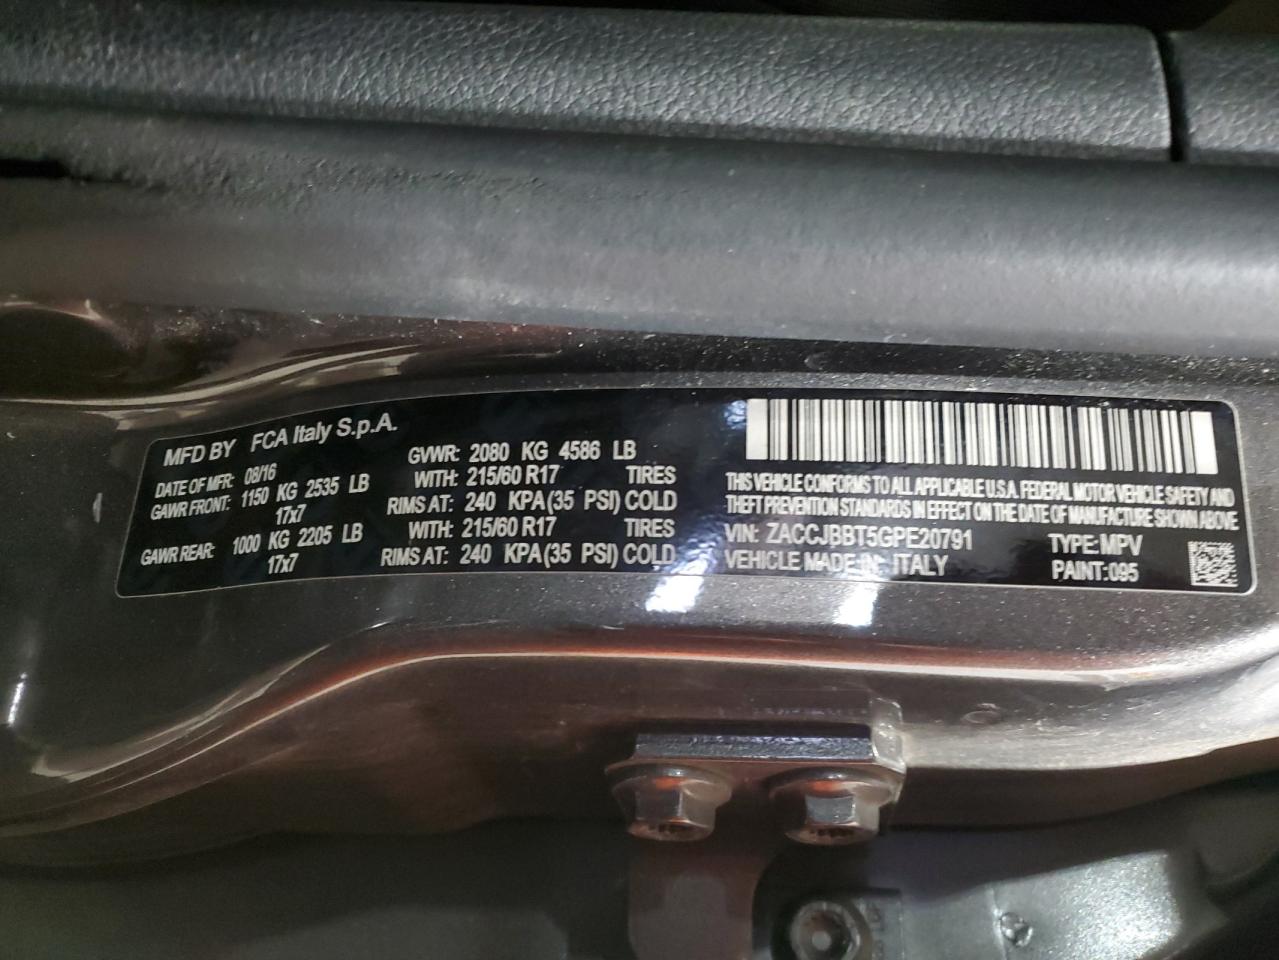 MFD BY FCA Italy S.p.A.
DATE OF MFR: 08/16 GVWR: 2080 KG 4586 LB
GAWR FRONT: 1150 KG 2535 LB WITH: 215/60 R17 TIRES
17x7 RIMS AT: 240 KPA(35 PSI) COLD
GAWR REAR: 1000 KG 2205 LB WITH: 215/60 R17 TIRES
17x7 RIMS AT: 240 KPA(35 PSI) COLD
THIS VEHICLE CONFORMS TO ALL APPLICABLE U.S.A. FEDERAL MOTOR VEHICLE SAFETY AND
THEFT PREVENTION STANDARDS IN EFFECT ON THE DATE OF MANUFACTURE SHOWN ABOVE
VIN: ZACCJBBT5GPE20791 TYPE:MPV
VEHICLE MADE IN: ITALY PAINT:095